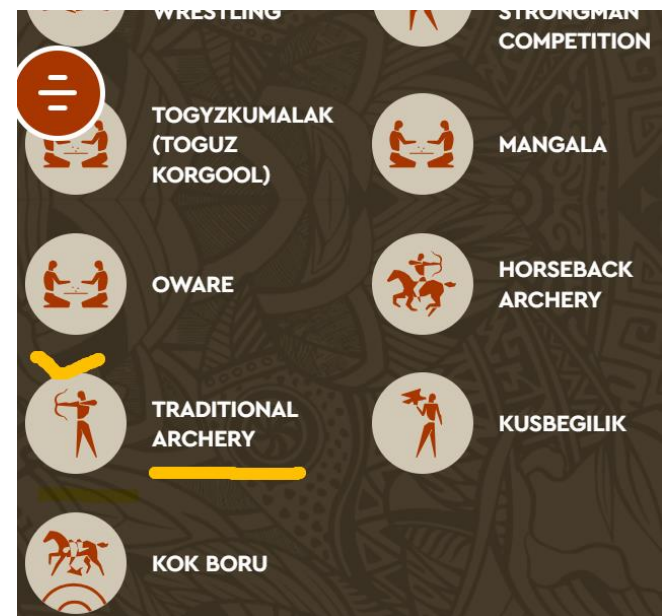 WRESTLING
STRONGMAN
COMPETITION
TOGYZKUMALAK
(TOGUZ
KORGOOL)
MANGALA
OWARE
HORSEBACK
ARCHERY
TRADITIONAL
ARCHERY
KUSBEGILIK
KOK BORU